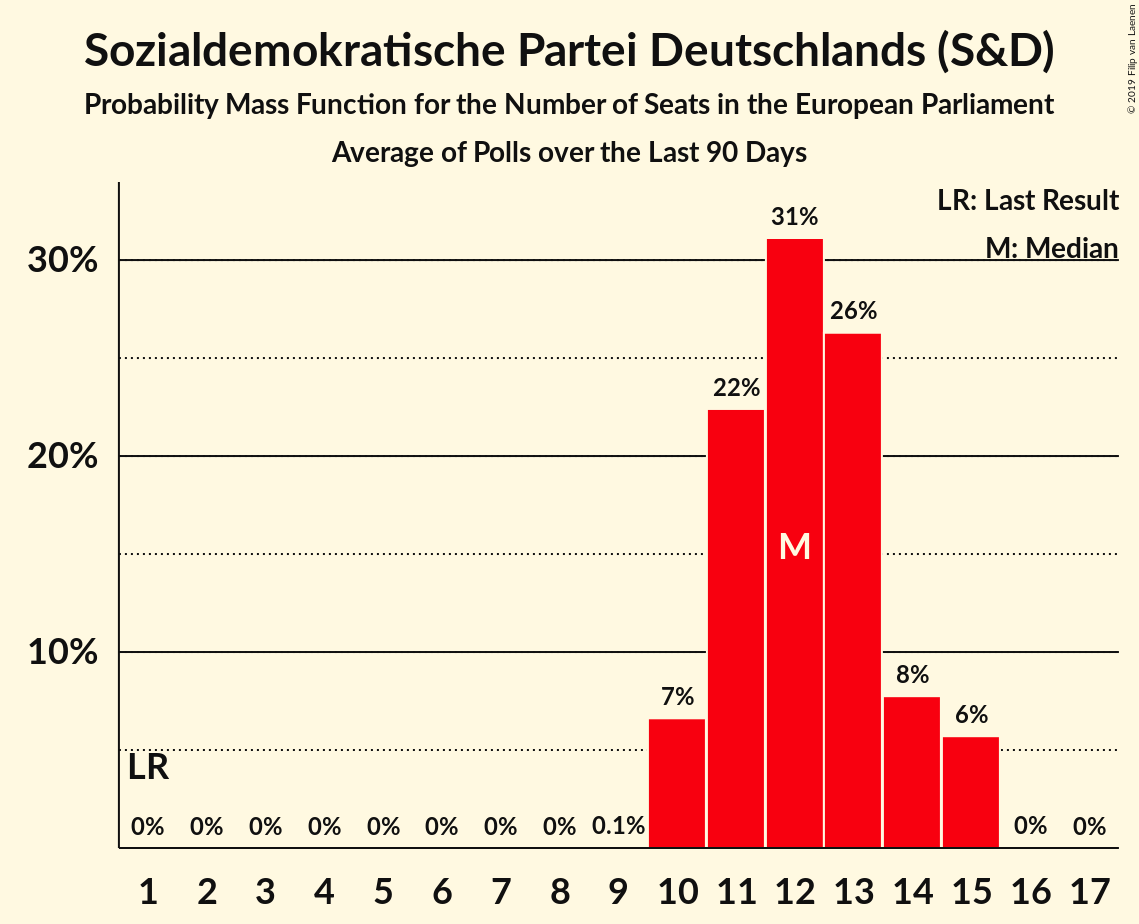 Sozialdemokratische Partei Deutschlands (S&D)
Probability Mass Function for the Number of Seats in the European Parliament
Average of Polls over the Last 90 Days
© 2019 Filip van Laenen
LR: Last Result
M: Median
30%
20%
10%
31%
26%
22%
M
7%
8%
6%
LR
0% 0% 0% 0% 0% 0% 0% 0% 0.1% 0% 0%
1 2 3 4 5 6 7 8 9 10 11 12 13 14 15 16 17